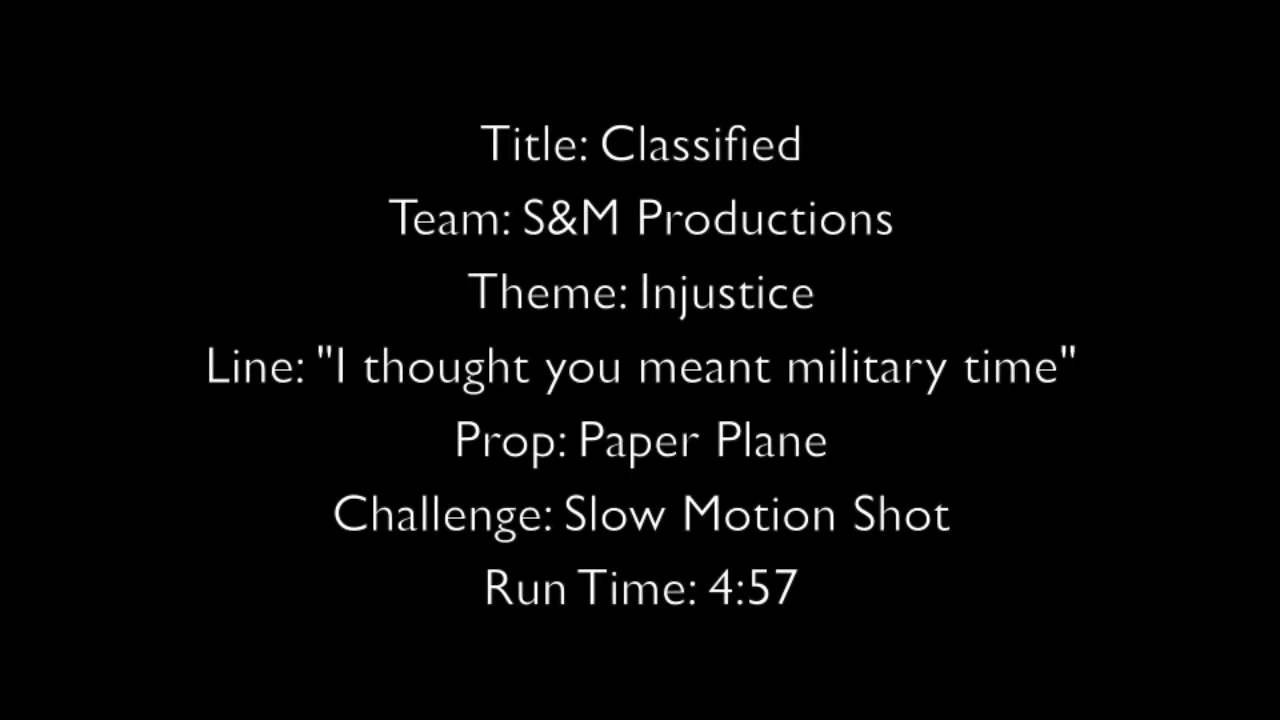 Title: Classified
Team: S&M Productions
Theme: Injustice
Line: "I thought you meant military time"
Prop: Paper Plane
Challenge: Slow Motion Shot
Run Time: 4:57